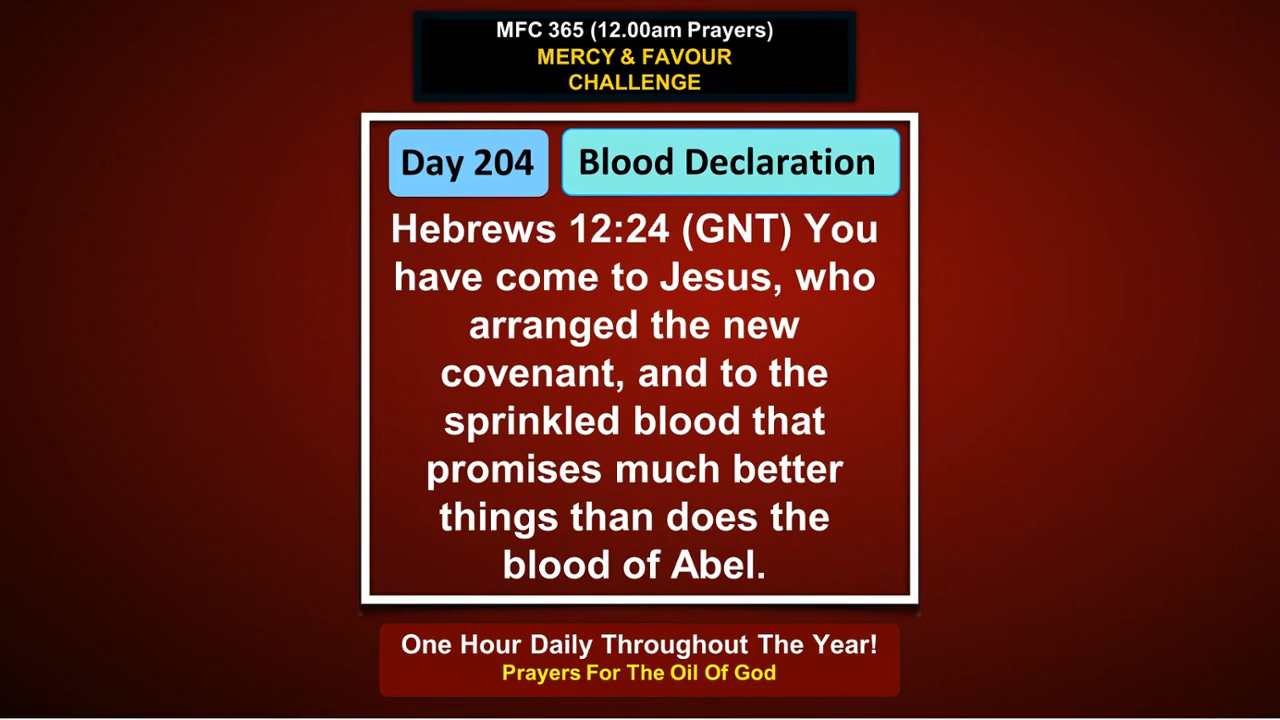 MFC 365 (12.00am Prayers)
MERCY & FAVOUR
CHALLENGE
Day 204
Blood Declaration
Hebrews 12:24 (GNT) You
have come to Jesus, who
arranged the new
covenant, and to the
sprinkled blood that
promises much better
things than does the
blood of Abel.
One Hour Daily Throughout The Year!
Prayers For The Oil Of God